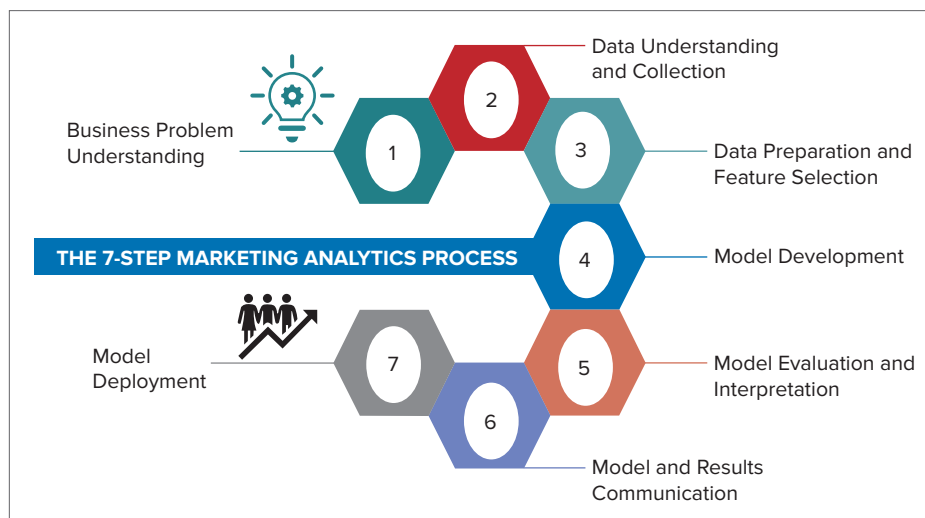 Business Problem
Understanding
1
2
Data Understanding
and Collection
3
Data Preparation and
Feature Selection
THE 7-STEP MARKETING ANALYTICS PROCESS
4
Model Development
5
Model Evaluation and
Interpretation
6
Model and Results
Communication
7
Model
Deployment